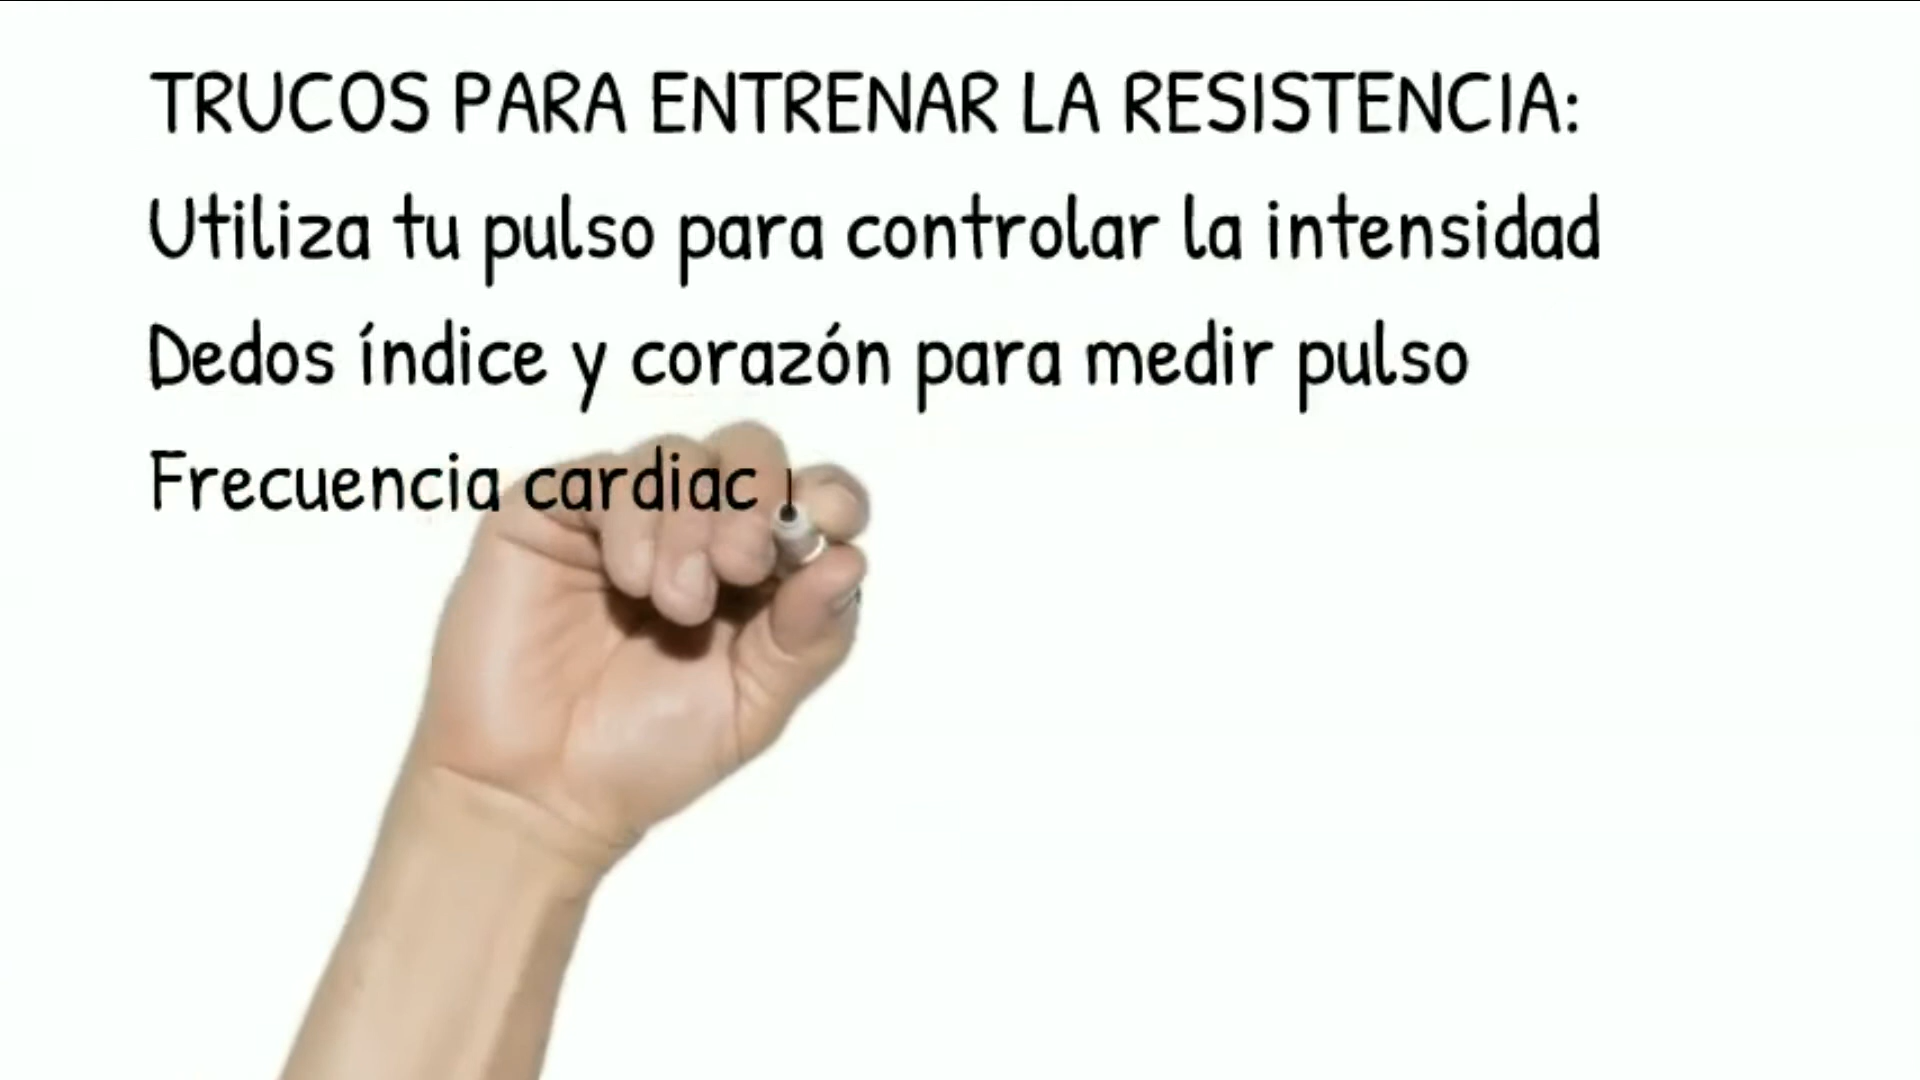 TRUCOS PARA ENTRENAR LA RESISTENCIA:
Utiliza tu pulso para controlar la intensidad
Dedos índice y corazón para medir pulso
Frecuencia cardiac